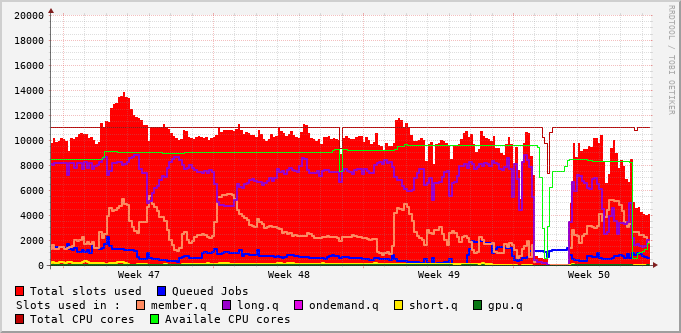 20000
18000
16000
14000
12000
10000
8000
6000
4000
2000
0
Week 47 Week 48 Week 49 Week 50
Total slots used Queued Jobs
Slots used in : member.q long.q ondemand.q short.q gpu.q
Total CPU cores Availale CPU cores
RRDTOOL / TOBI OETIKER